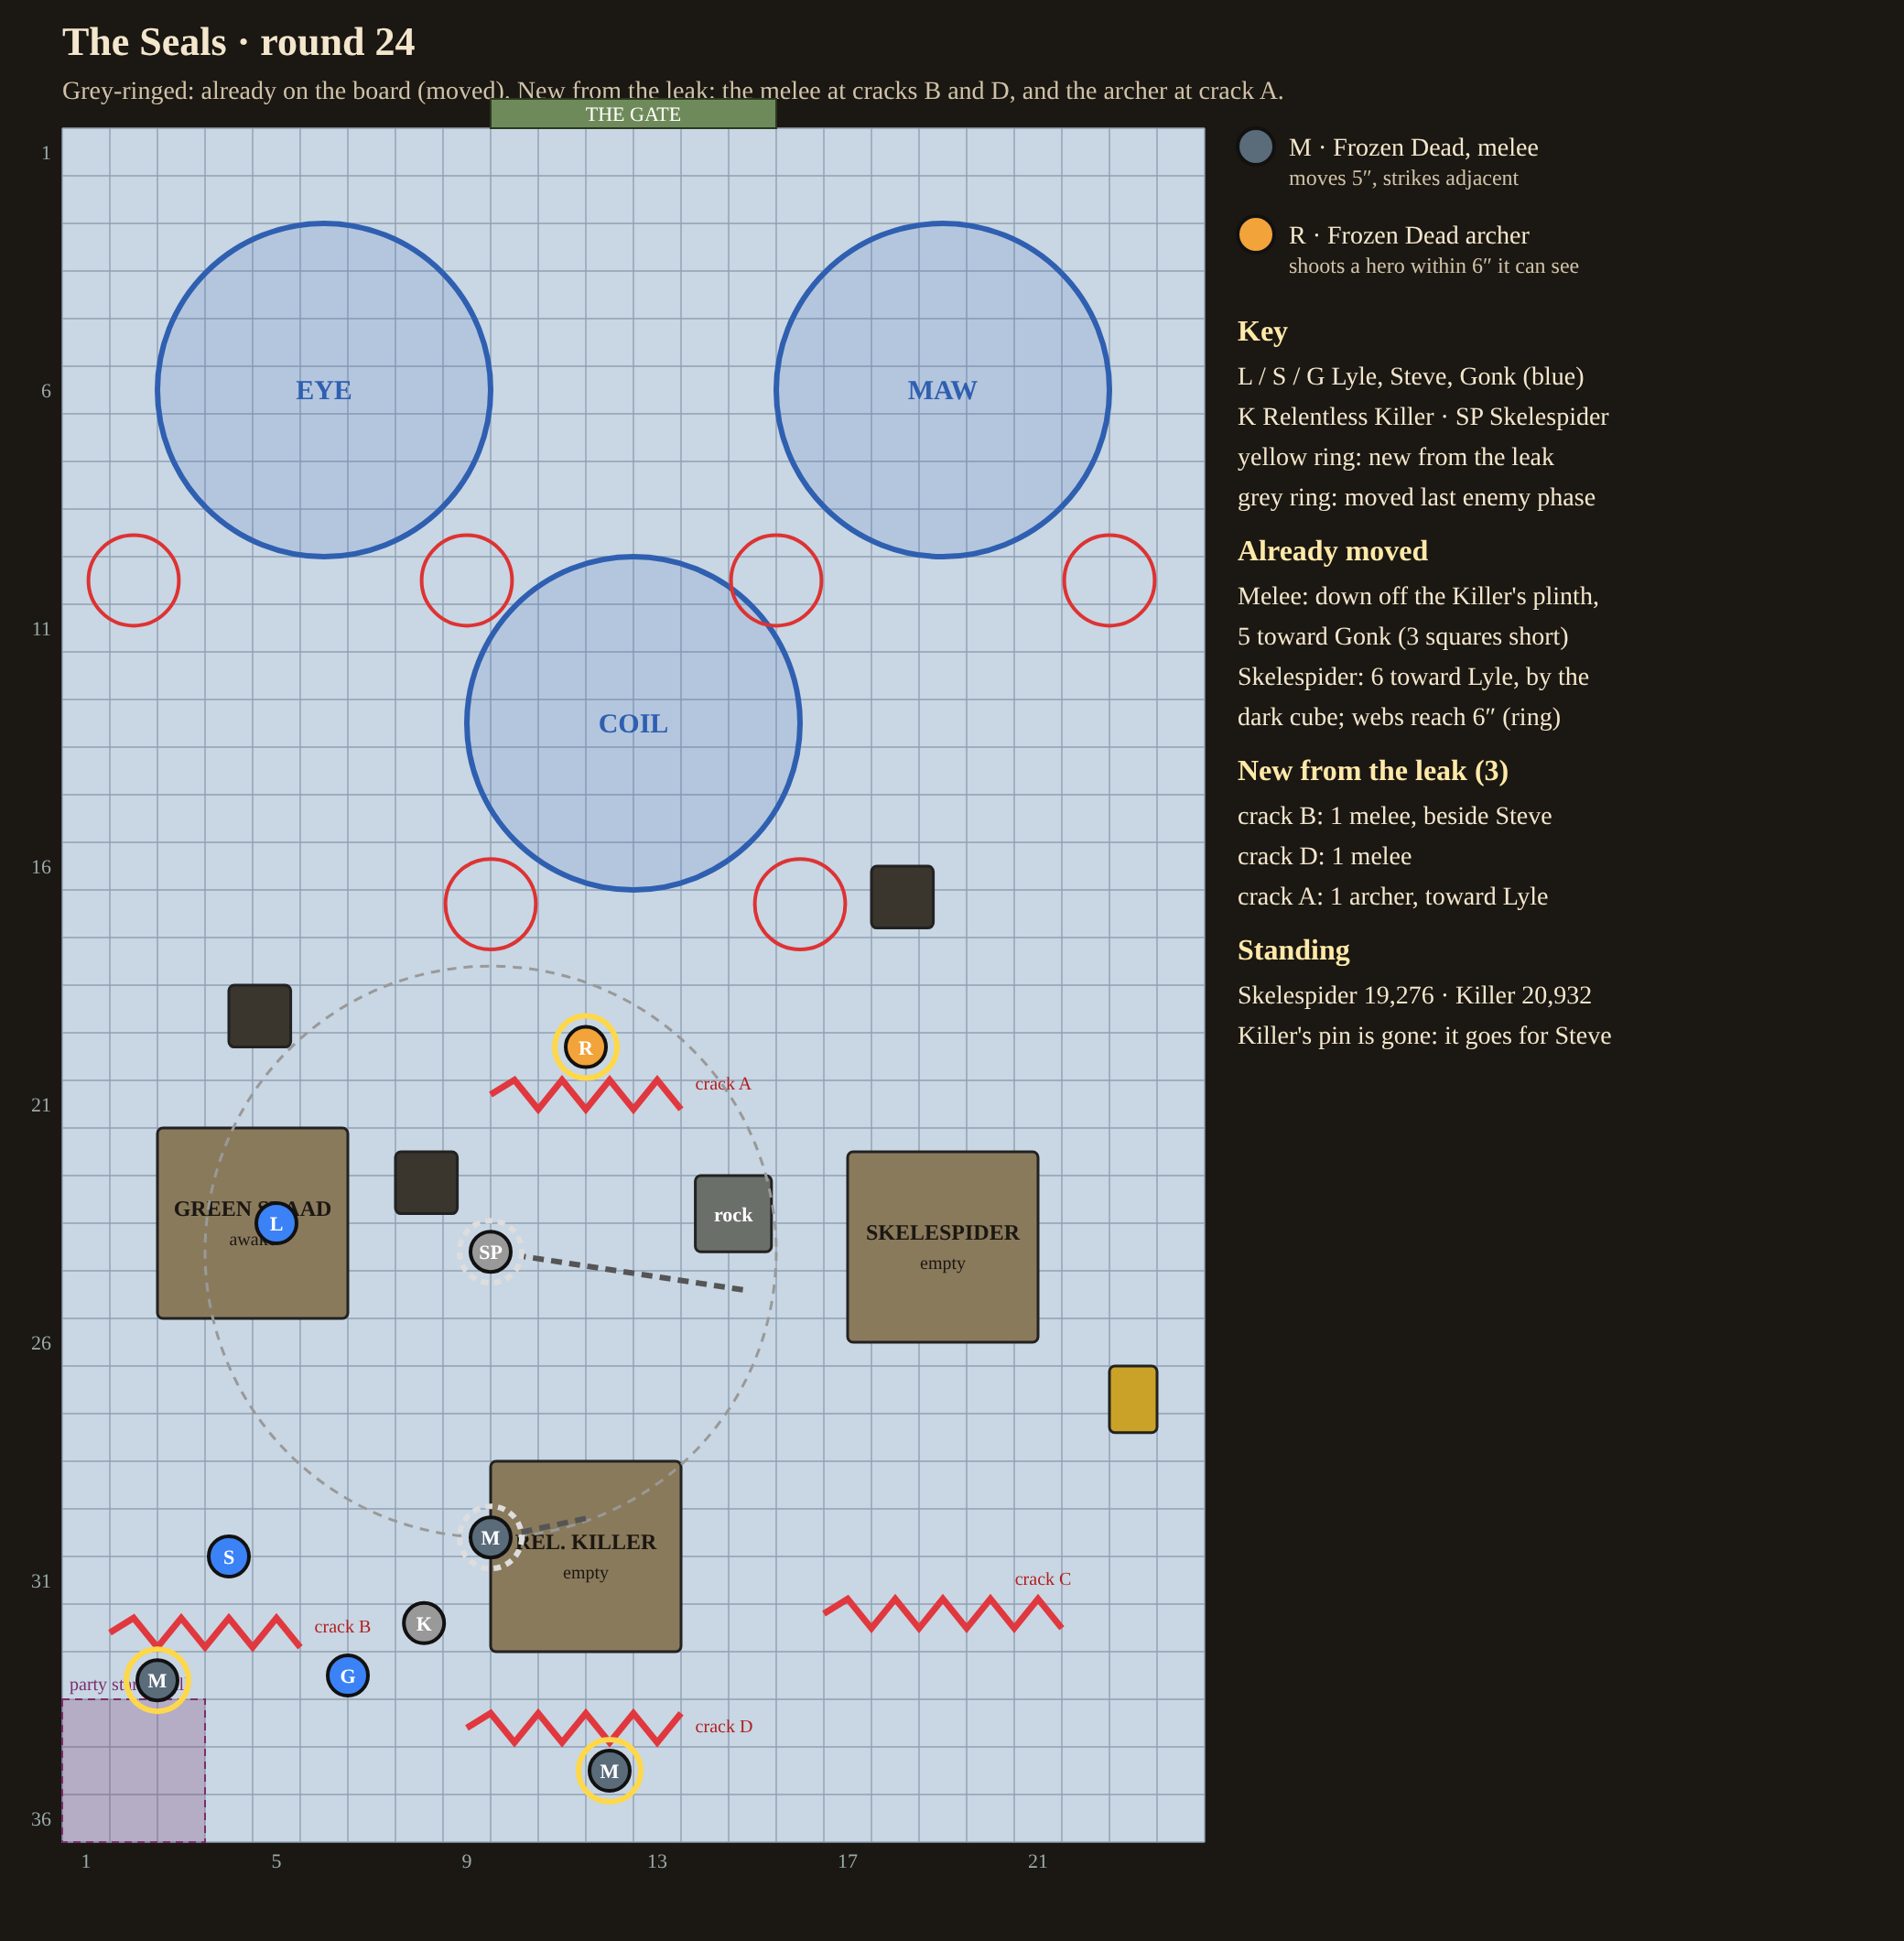 The Seals · round 24
Grey-ringed: already on the board (moved). New from the leak: the melee at cracks B and D, and the archer at crack A.
THE GATE
1
6
11
16
21
26
31
36
EYE
MAW
COIL
R
crack A
GREEN
L
SP
rock
SKELESPIDER
empty
M
REL. KILLER
empty
S
K
crack B
crack C
G
M
party
crack D
M
1
5
9
13
17
21
M · Frozen Dead, melee
moves 5″, strikes adjacent
R · Frozen Dead archer
shoots a hero within 6″ it can see
Key
L / S / G Lyle, Steve, Gonk (blue)
K Relentless Killer · SP Skelespider
yellow ring: new from the leak
grey ring: moved last enemy phase
Already moved
Melee: down off the Killer's plinth,
5 toward Gonk (3 squares short)
Skelespider: 6 toward Lyle, by the
dark cube; webs reach 6″ (ring)
New from the leak (3)
crack B: 1 melee, beside Steve
crack D: 1 melee
crack A: 1 archer, toward Lyle
Standing
Skelespider 19,276 · Killer 20,932
Killer's pin is gone: it goes for Steve